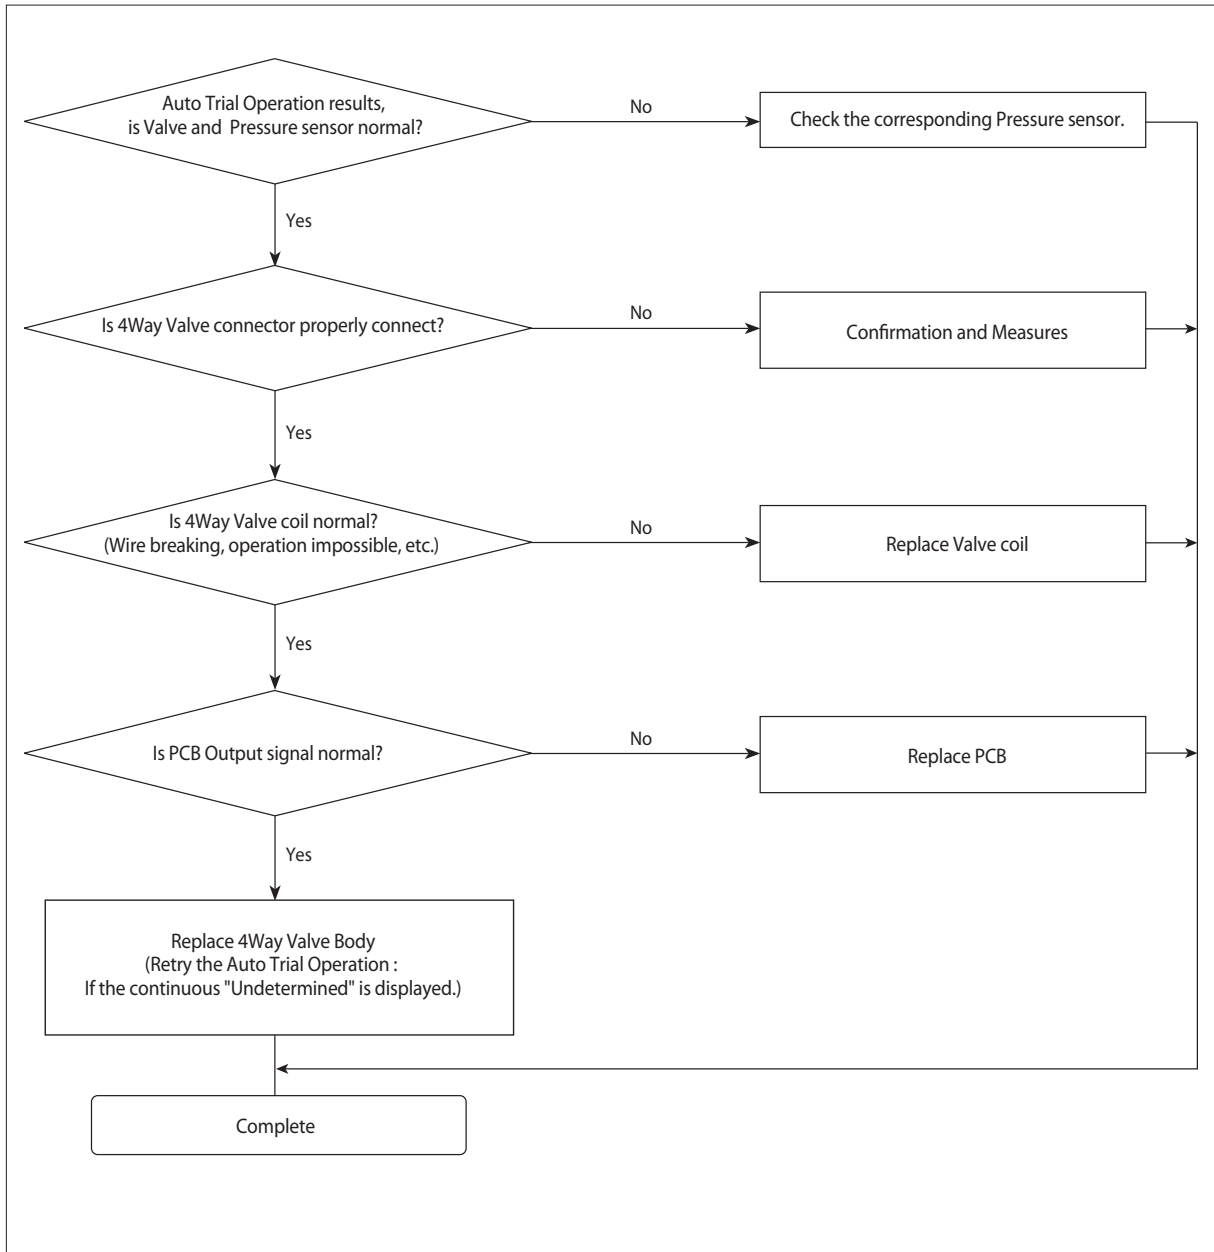 Auto Trial Operation results,
is Valve and Pressure sensor normal?
No
Check the corresponding Pressure sensor.
Yes
Is 4Way Valve connector properly connect?
No
Confirmation and Measures
Yes
Is 4Way Valve coil normal?
(Wire breaking, operation impossible, etc.)
No
Replace Valve coil
Yes
Is PCB Output signal normal?
No
Replace PCB
Yes
Replace 4Way Valve Body
(Retry the Auto Trial Operation :
If the continuous "Undetermined" is displayed.)
Complete